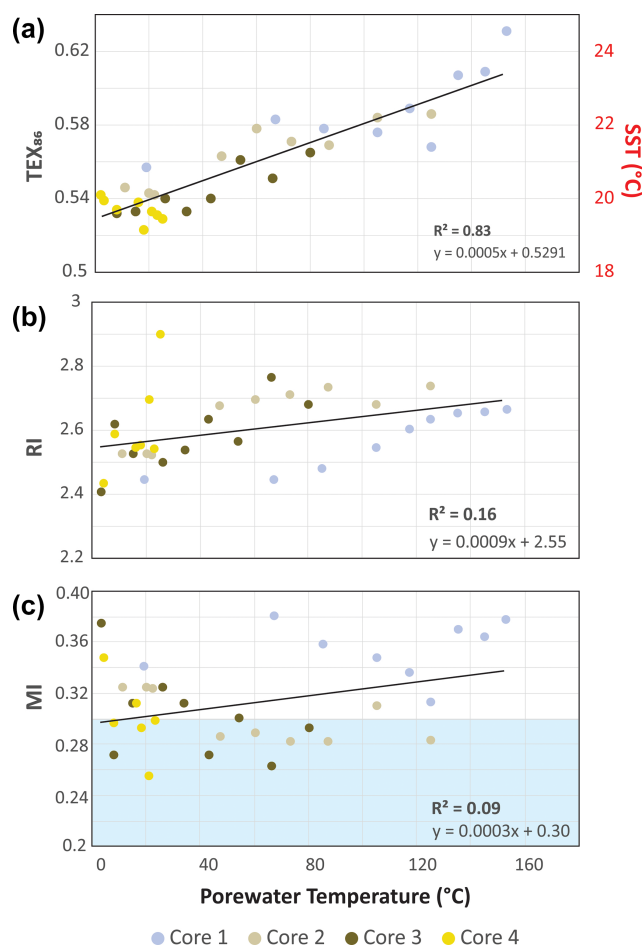 (a)
0.62
0.58
0.54
0.5
TEX₈₆
24
22
20
18
SST (°C)
R² = 0.83
y = 0.0005x + 0.5291
(b)
3
2.8
2.6
2.4
2.2
RI
R² = 0.16
y = 0.0009x + 2.55
(c)
0.40
0.36
0.32
0.28
0.24
0.2
MI
R² = 0.09
y = 0.0003x + 0.30
0 40 80 120 160
Porewater Temperature (°C)
Core 1 Core 2 Core 3 Core 4